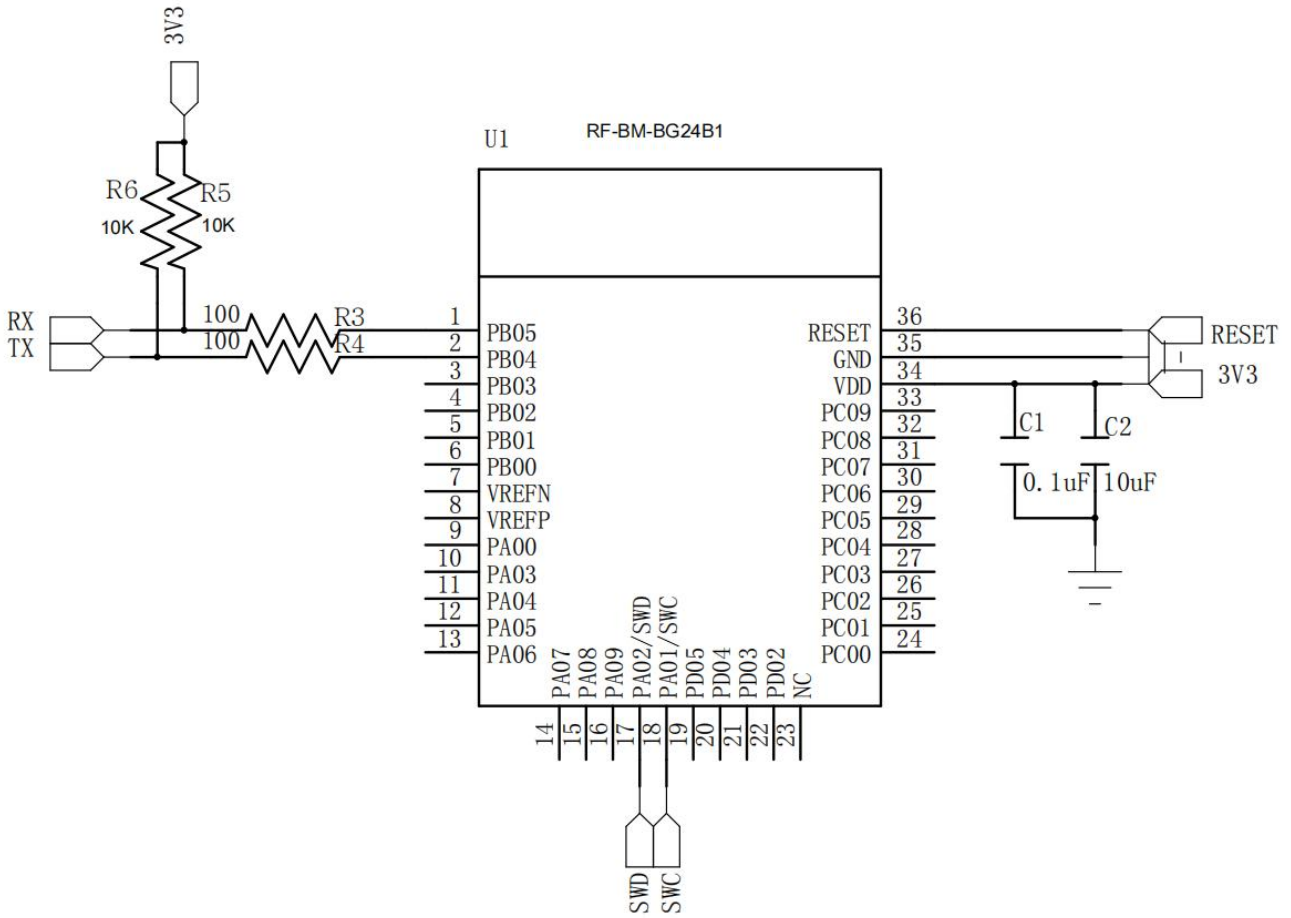 3V3
U1
RF-BM-BG24B1
R6
R5
10K
10K
RX
TX
100
100
R3
R4
1
2
3
4
5
6
7
8
9
10
11
12
13
PB05
PB04
PB03
PB02
PB01
PB00
VREFN
VREFP
PA00
PA03
PA04
PA05
PA06
RESET
GND
VDD
PC09
PC08
PC07
PC06
PC05
PC04
PC03
PC02
PC01
PC00
36
35
34
33
32
31
30
29
28
27
26
25
24
RESET
3V3
C1
C2
0.1uF
10uF
PA07
PA08
PA09
PA02/SWD
PA01/SWC
PD05
PD04
PD03
PD02
NC
14
15
16
17
18
19
20
21
22
23
SWD
SWC